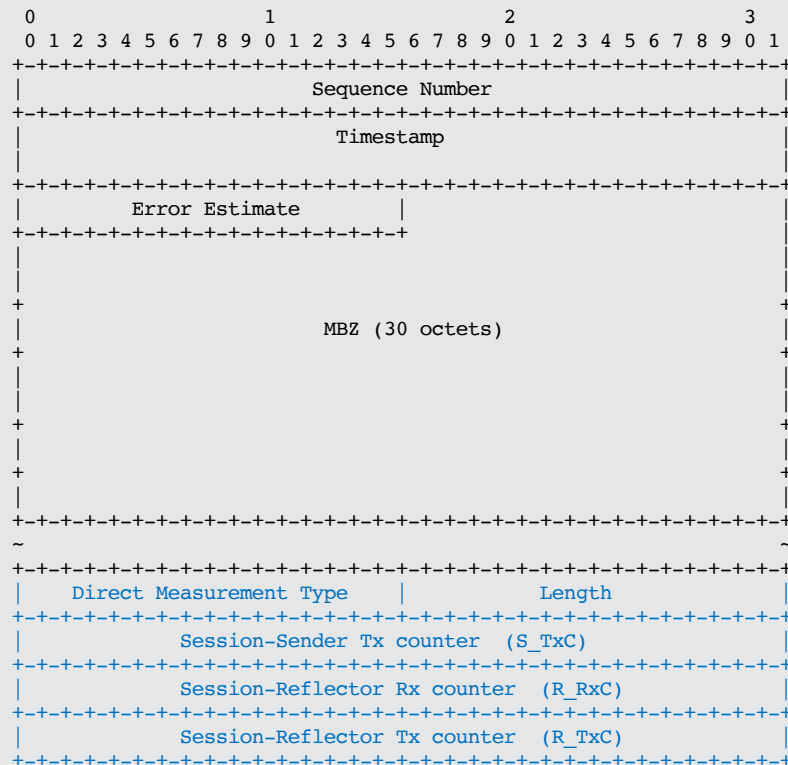 0                   1                   2                   3
0 1 2 3 4 5 6 7 8 9 0 1 2 3 4 5 6 7 8 9 0 1 2 3 4 5 6 7 8 9 0 1
+-+-+-+-+-+-+-+-+-+-+-+-+-+-+-+-+-+-+-+-+-+-+-+-+-+-+-+-+-+-+-+-+
|                        Sequence Number                        |
+-+-+-+-+-+-+-+-+-+-+-+-+-+-+-+-+-+-+-+-+-+-+-+-+-+-+-+-+-+-+-+-+
|                          Timestamp                            |
|                                                               |
+-+-+-+-+-+-+-+-+-+-+-+-+-+-+-+-+-+-+-+-+-+-+-+-+-+-+-+-+-+-+-+-+
|         Error Estimate        |                               |
+-+-+-+-+-+-+-+-+-+-+-+-+-+-+-+-+                               |
|                                                               |
|                                                               |
+                                                               +
|                         MBZ (30 octets)                       |
+                                                               +
|                                                               |
|                                                               |
+                                                               +
|                                                               |
+                                                               +
|                                                               |
+-+-+-+-+-+-+-+-+-+-+-+-+-+-+-+-+-+-+-+-+-+-+-+-+-+-+-+-+-+-+-+-+
~                                                               ~
+-+-+-+-+-+-+-+-+-+-+-+-+-+-+-+-+-+-+-+-+-+-+-+-+-+-+-+-+-+-+-+-+
|    Direct Measurement Type    |           Length              |
+-+-+-+-+-+-+-+-+-+-+-+-+-+-+-+-+-+-+-+-+-+-+-+-+-+-+-+-+-+-+-+-+
|             Session-Sender Tx counter  (S_TxC)                |
+-+-+-+-+-+-+-+-+-+-+-+-+-+-+-+-+-+-+-+-+-+-+-+-+-+-+-+-+-+-+-+-+
|             Session-Reflector Rx counter  (R_RxC)             |
+-+-+-+-+-+-+-+-+-+-+-+-+-+-+-+-+-+-+-+-+-+-+-+-+-+-+-+-+-+-+-+-+
|             Session-Reflector Tx counter  (R_TxC)             |
+-+-+-+-+-+-+-+-+-+-+-+-+-+-+-+-+-+-+-+-+-+-+-+-+-+-+-+-+-+-+-+-+